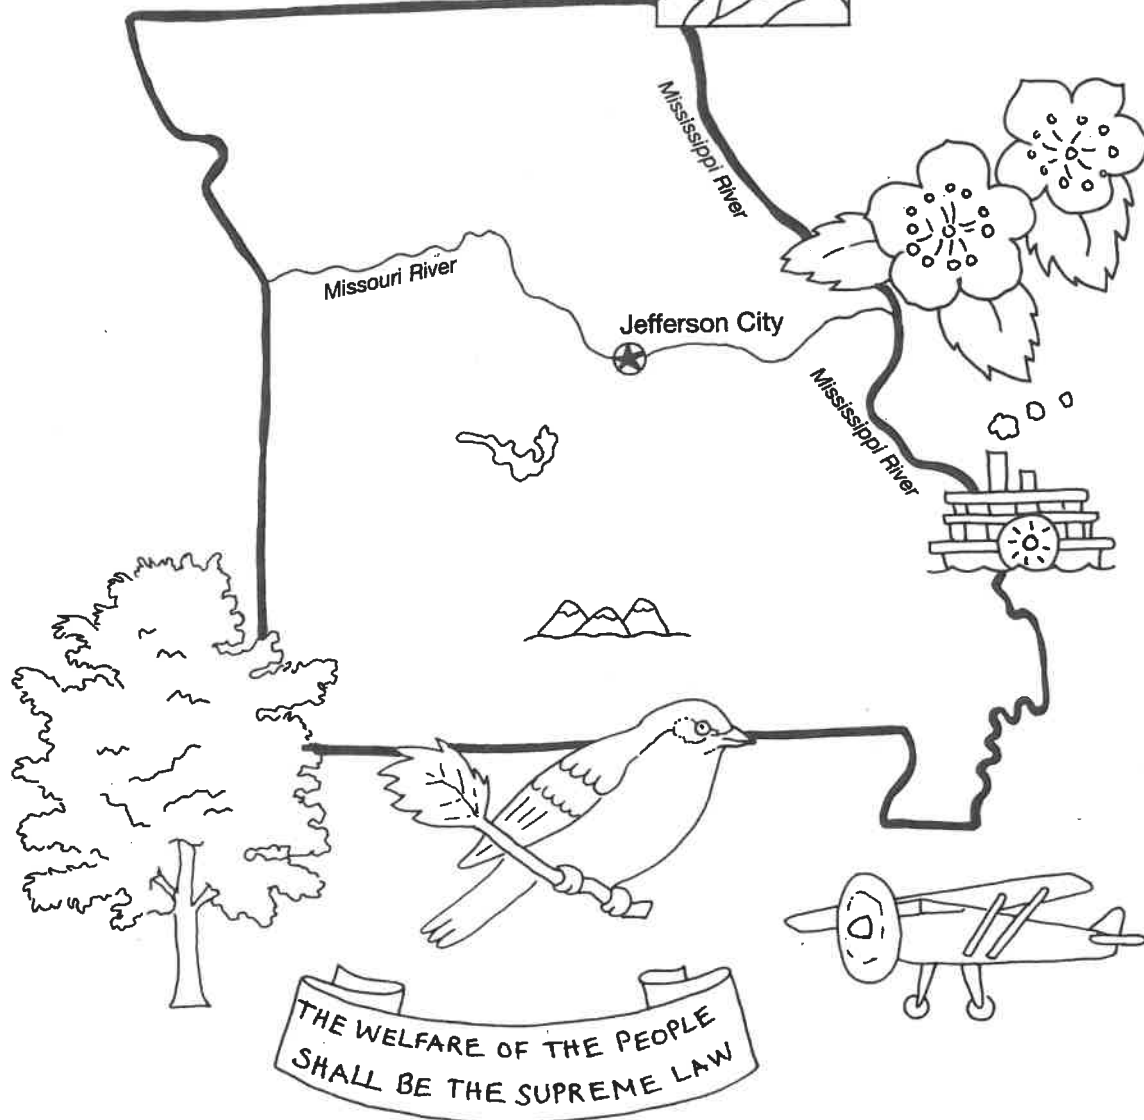 Mississippi River
Missouri River
Jefferson City
Mississippi River
THE WELFARE OF THE PEOPLE
SHALL BE THE SUPREME LAW